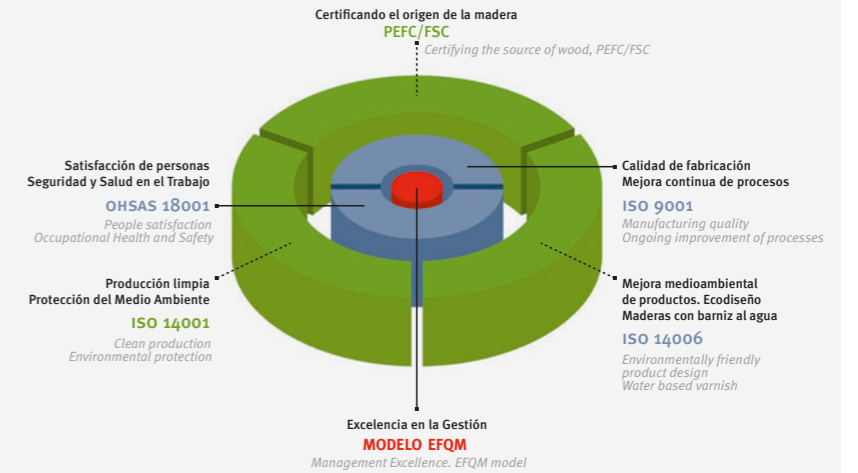 Certificando el origen de la madera
PEFC/FSC
Certifying the source of wood, PEFC/FSC
Satisfacción de personas
Seguridad y Salud en el Trabajo
OHSAS 18001
People satisfaction
Occupational Health and Safety
Calidad de fabricación
Mejora continua de procesos
ISO 9001
Manufacturing quality
Ongoing improvement of processes
Producción limpia
Protección del Medio Ambiente
ISO 14001
Clean production
Environmental protection
Mejora medioambiental
de productos. Ecodiseño
Maderas con barniz al agua
ISO 14006
Environmentally friendly
product design
Water based varnish
Excelencia en la Gestión
MODELO EFQM
Management Excellence. EFQM model